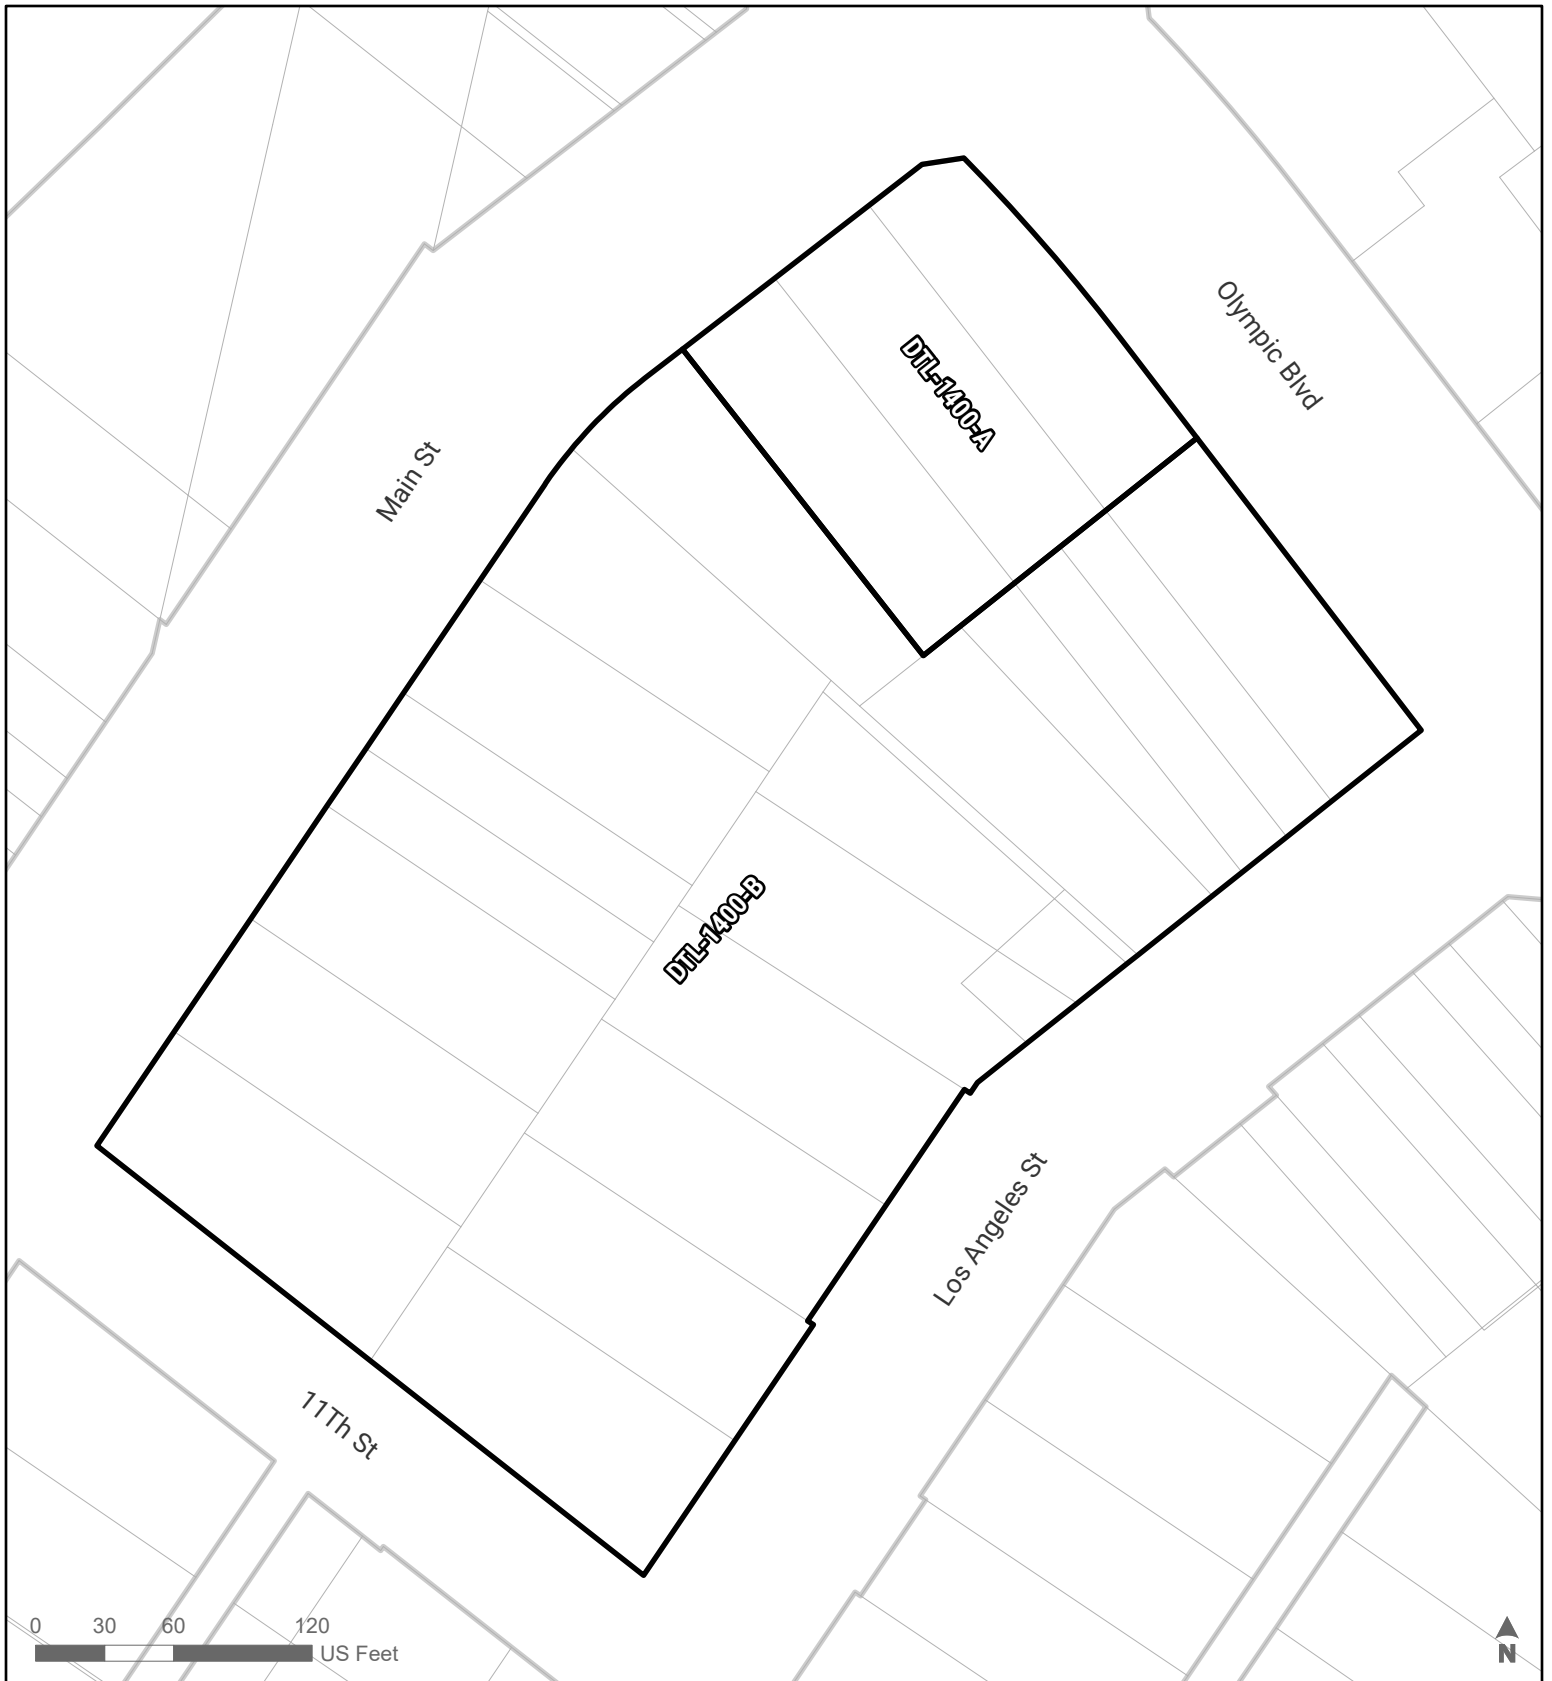 Olympic Blvd
DTL-1400-A
Main St
DTL-1400-B
Los Angeles St
11Th St
0 30 60 120
US Feet
N